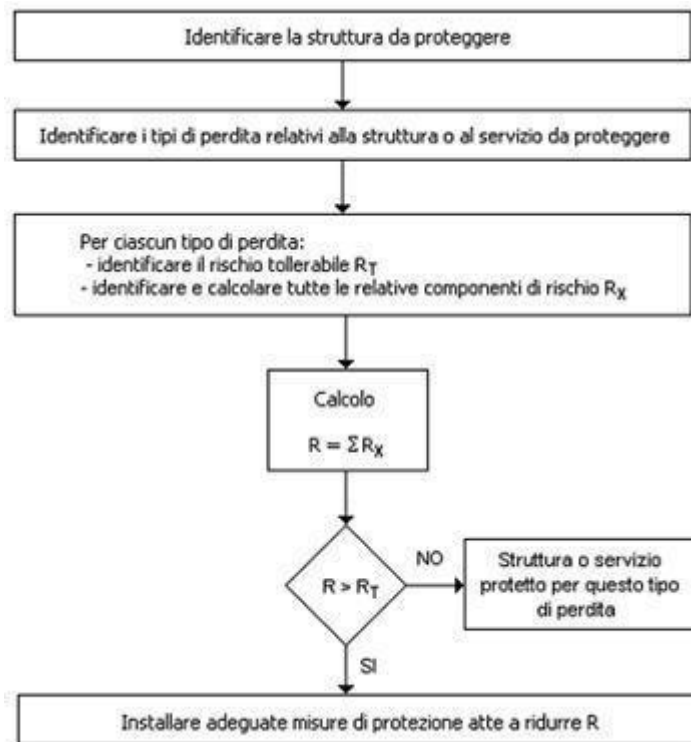 Identificare la struttura da proteggere
Identificare i tipi di perdita relativi alla struttura o al servizio da proteggere
Per ciascun tipo di perdita:
- identificare il rischio tollerabile RT
- identificare e calcolare tutte le relative componenti di rischio RX
Calcolo
R = ΣRX
R > RT
NO
Struttura o servizio
protetto per questo tipo
di perdita
SI
Installare adeguate misure di protezione atte a ridurre R